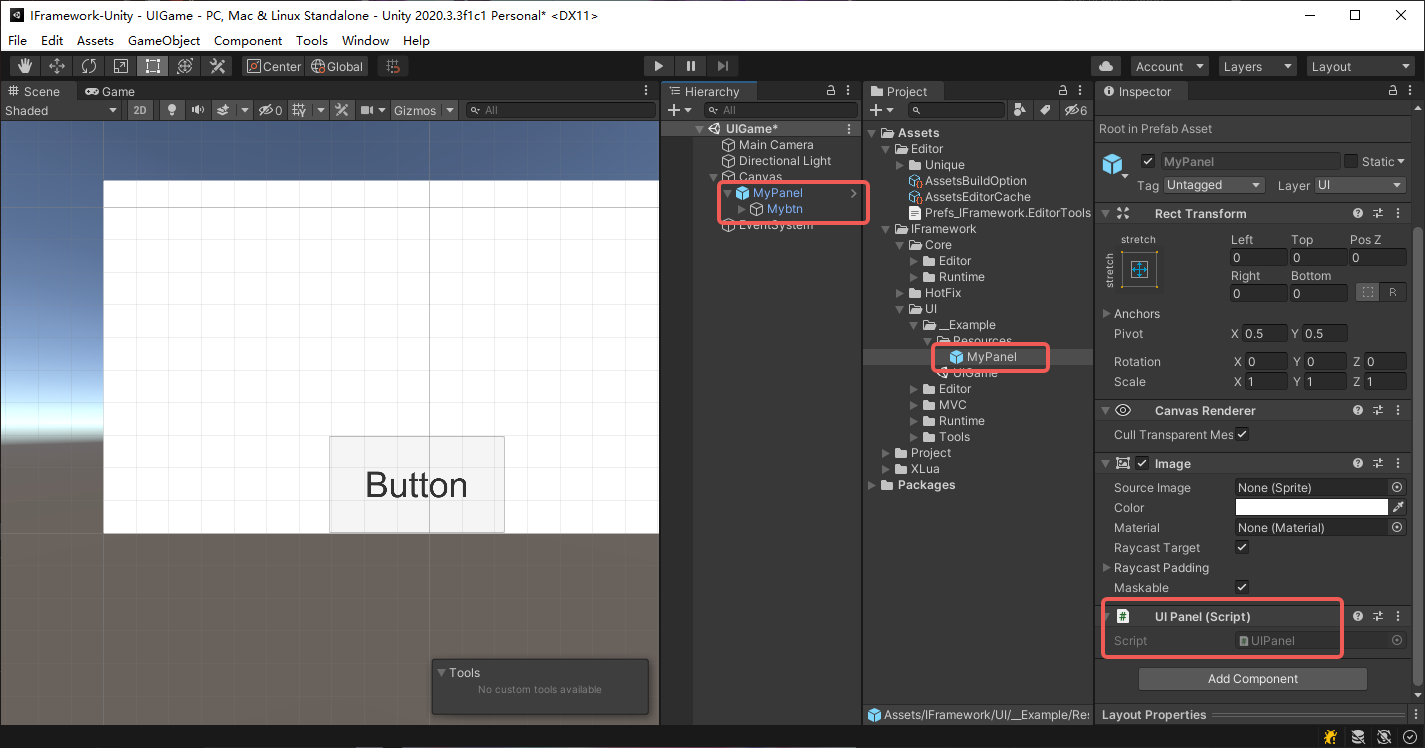 IFramework-Unity - UIGame - PC, Mac & Linux Standalone - Unity 2020.3.3f1c1 Personal* <DX11>
File Edit Assets GameObject Component Tools Window Help
Center Global Account Layers Layout
Scene Game
Shaded 2D 0 Gizmos All
Hierarchy
All
UIGame*
Main Camera
Directional Light
Canvas
MyPanel
Mybtn
EventSystem
Button
Tools
No custom tools available
Project
6
Assets
Editor
Unique
AssetsBuildOption
AssetsEditorCache
Prefs_IFramework.EditorTools
IFramework
Core
Editor
Runtime
HotFix
UI
__Example
Resources
MyPanel
UIGame
Editor
MVC
Runtime
Tools
Project
XLua
Packages
Assets/IFramework/UI/__Example/Res
Inspector
Root in Prefab Asset
MyPanel Static
Tag Untagged Layer UI
Rect Transform
stretch Left Top Pos Z
stretch 0 0 0
Right Bottom
0 0 R
Anchors
Pivot X 0.5 Y 0.5
Rotation X 0 Y 0 Z 0
Scale X 1 Y 1 Z 1
Canvas Renderer
Cull Transparent Mes
Image
Source Image None (Sprite)
Color
Material None (Material)
Raycast Target
Raycast Padding
Maskable
UI Panel (Script)
Script UIPanel
Add Component
Layout Properties